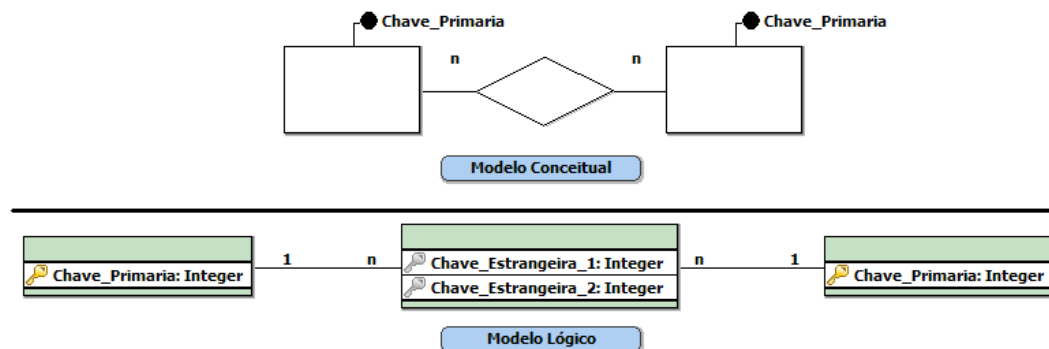 Chave_Primaria Chave_Primaria
n n
Modelo Conceitual
Chave_Primaria: Integer 1 n Chave_Estrangeira_1: Integer n 1 Chave_Primaria: Integer
Chave_Estrangeira_2: Integer
Modelo Lógico